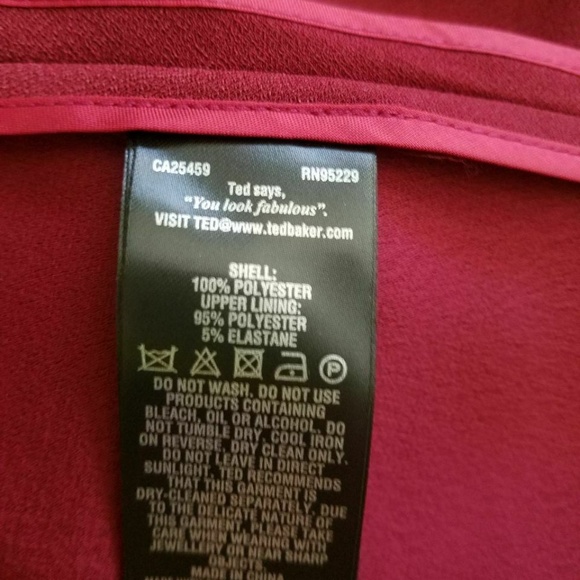 CA25459 RN95229
Ted says,
"You look fabulous".
VISIT TED@www.tedbaker.com
SHELL:
100% POLYESTER
UPPER LINING:
95% POLYESTER
5% ELASTANE
P
DO NOT WASH. DO NOT USE
PRODUCTS CONTAINING
BLEACH, OIL OR ALCOHOL. DO
NOT TUMBLE DRY. COOL IRON
ON REVERSE. DRY CLEAN ONLY.
DO NOT LEAVE IN DIRECT
SUNLIGHT. TED RECOMMENDS
THAT THIS GARMENT IS
DRY-CLEANED SEPARATELY. DUE
TO THE DELICATE NATURE OF
THIS GARMENT, PLEASE TAKE
CARE WHEN WEARING WITH
JEWELLERY OR NEAR SHARP
OBJECTS.
MADE IN CHINA